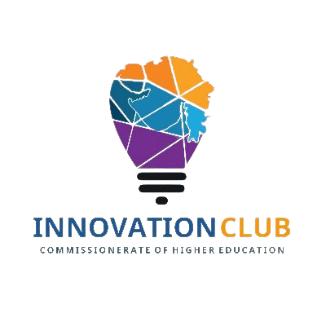 INNOVATION CLUB
COMMISSIONERATE OF HIGHER EDUCATION